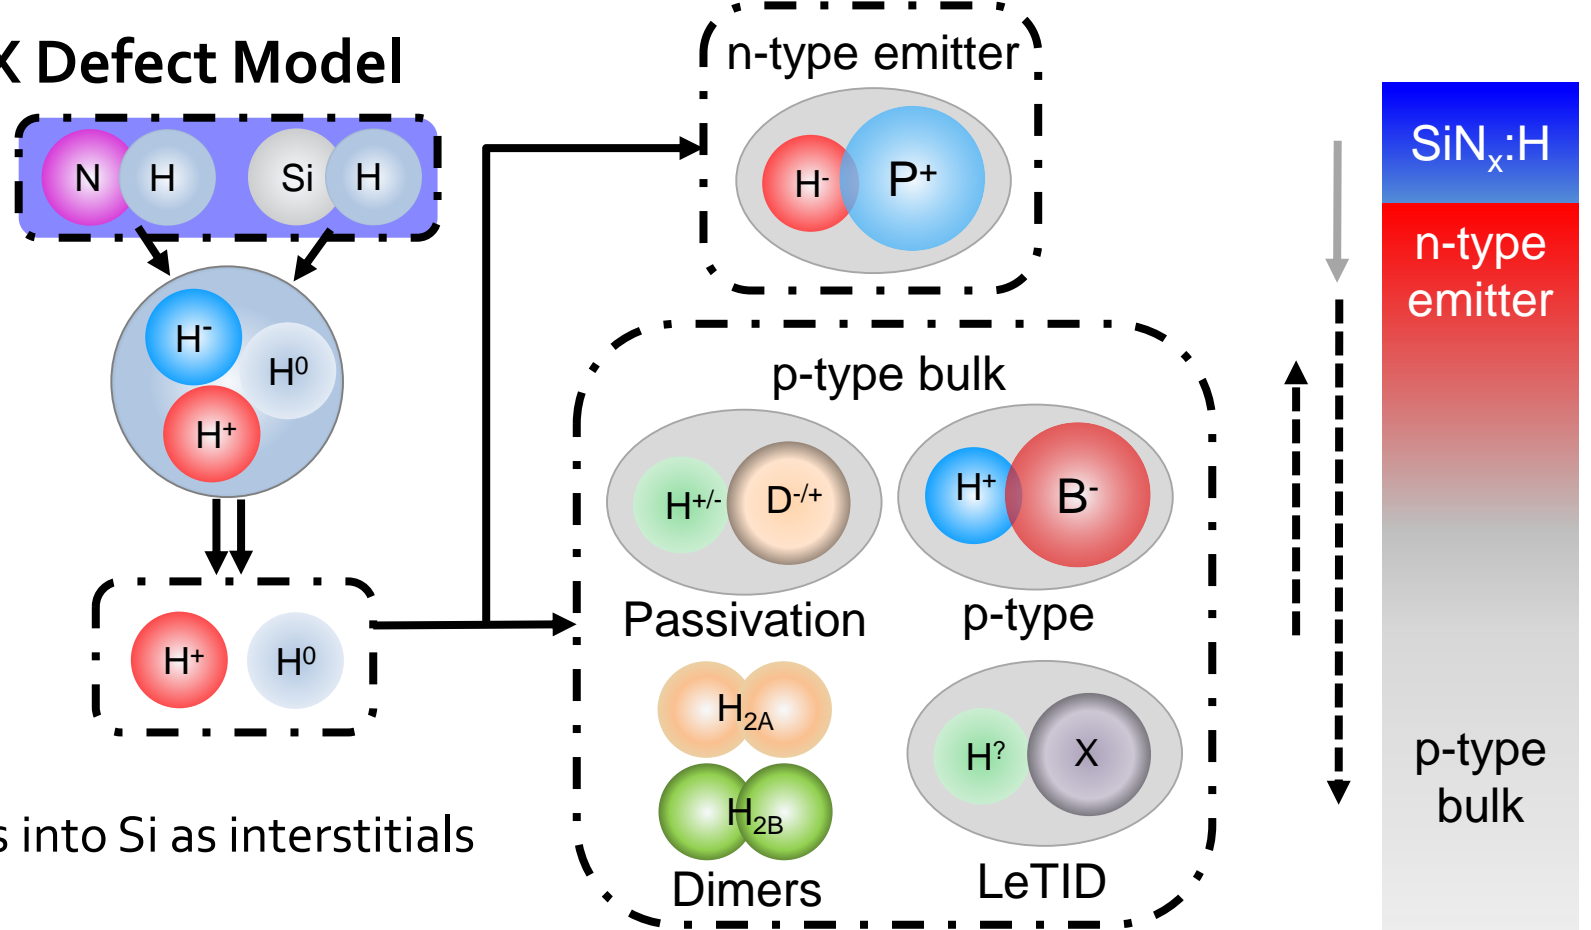 X Defect Model
N H Si H
H-
H0
H+
H+ H0
s into Si as interstitials
n-type emitter
H- P+
p-type bulk
H+/- D-/+
H+ B-
Passivation
p-type
H2A
H2B
Dimers
H? X
LeTID
SiNx:H
n-type
emitter
p-type
bulk